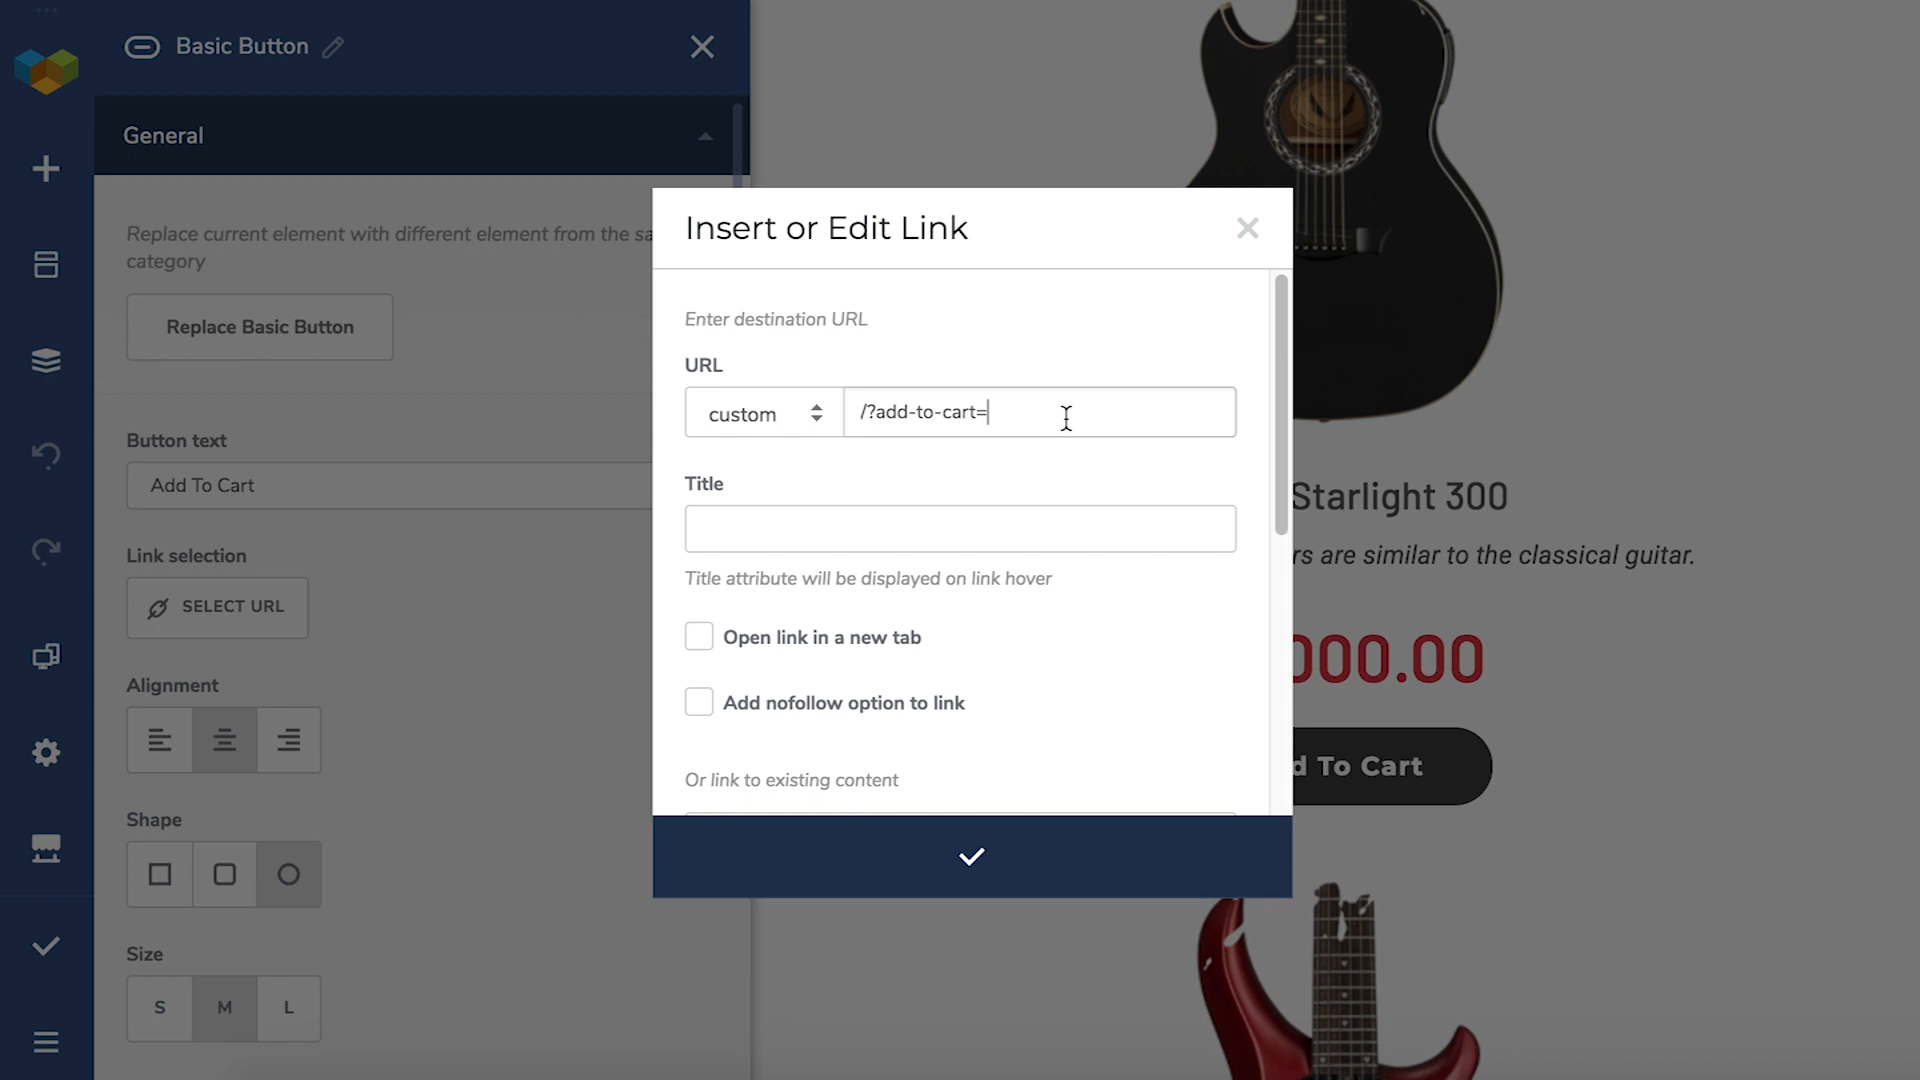 Basic Button
General
Replace current element with different element from the sa
category
Replace Basic Button
Button text
Add To Cart
Link selection
SELECT URL
Alignment
Shape
Size
S M L
Insert or Edit Link
Enter destination URL
URL
custom /?add-to-cart=
Title
Title attribute will be displayed on link hover
Open link in a new tab
Add nofollow option to link
Or link to existing content
Starlight 300
rs are similar to the classical guitar.
000.00
d To Cart